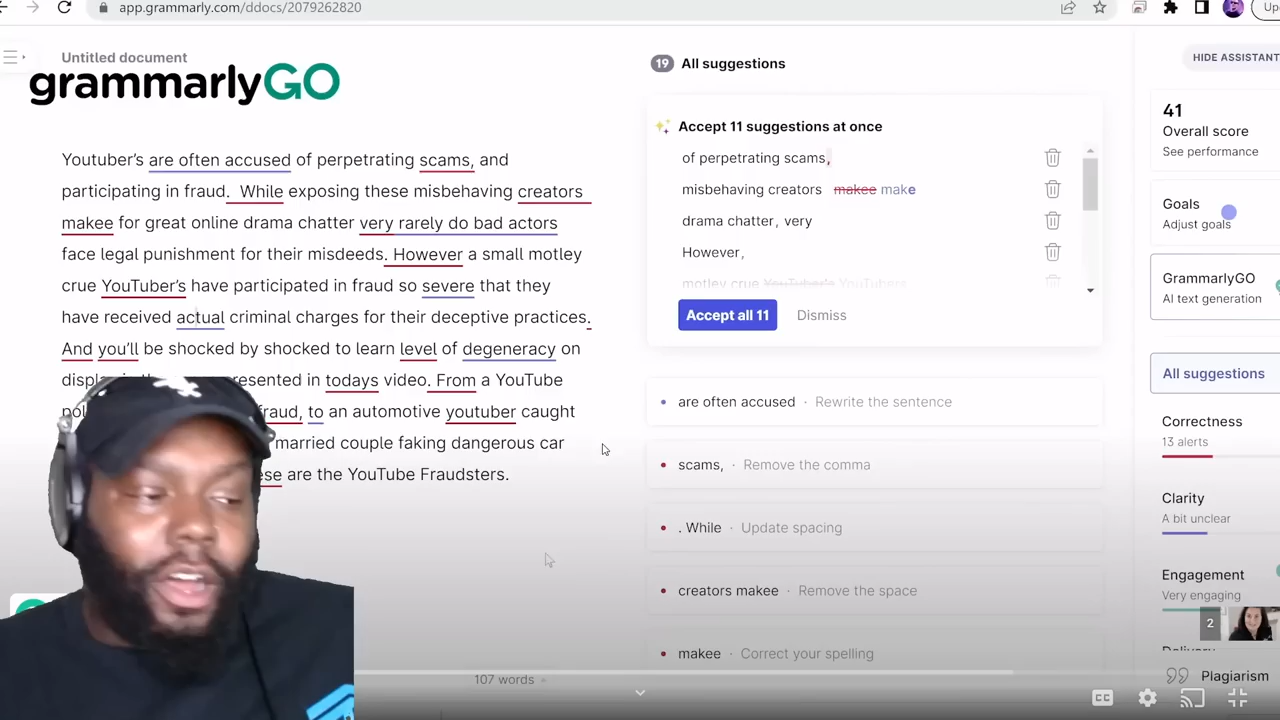 app.grammarly.com/ddocs/2079262820
Untitled document
grammarlyGO
Youtuber's are often accused of perpetrating scams, and
participating in fraud.  While exposing these misbehaving creators
makee for great online drama chatter very rarely do bad actors
face legal punishment for their misdeeds. However a small motley
crue YouTuber's have participated in fraud so severe that they
have received actual criminal charges for their deceptive practices.
And you'll be shocked by shocked to learn level of degeneracy on
resented in todays video. From a YouTube
fraud, to an automotive youtuber caught
married couple faking dangerous car
ese are the YouTube Fraudsters.
107 words
19 All suggestions
Accept 11 suggestions at once
of perpetrating scams,
misbehaving creators makee make
drama chatter, very
However,
motley crue YouTuber's YouTubers
Accept all 11 Dismiss
are often accused · Rewrite the sentence
scams, · Remove the comma
. While · Update spacing
creators makee · Remove the space
makee · Correct your spelling
HIDE ASSISTANT
41
Overall score
See performance
Goals
Adjust goals
GrammarlyGO
AI text generation
All suggestions
Correctness
13 alerts
Clarity
A bit unclear
Engagement
Very engaging
2
Delivery
Plagiarism
CC